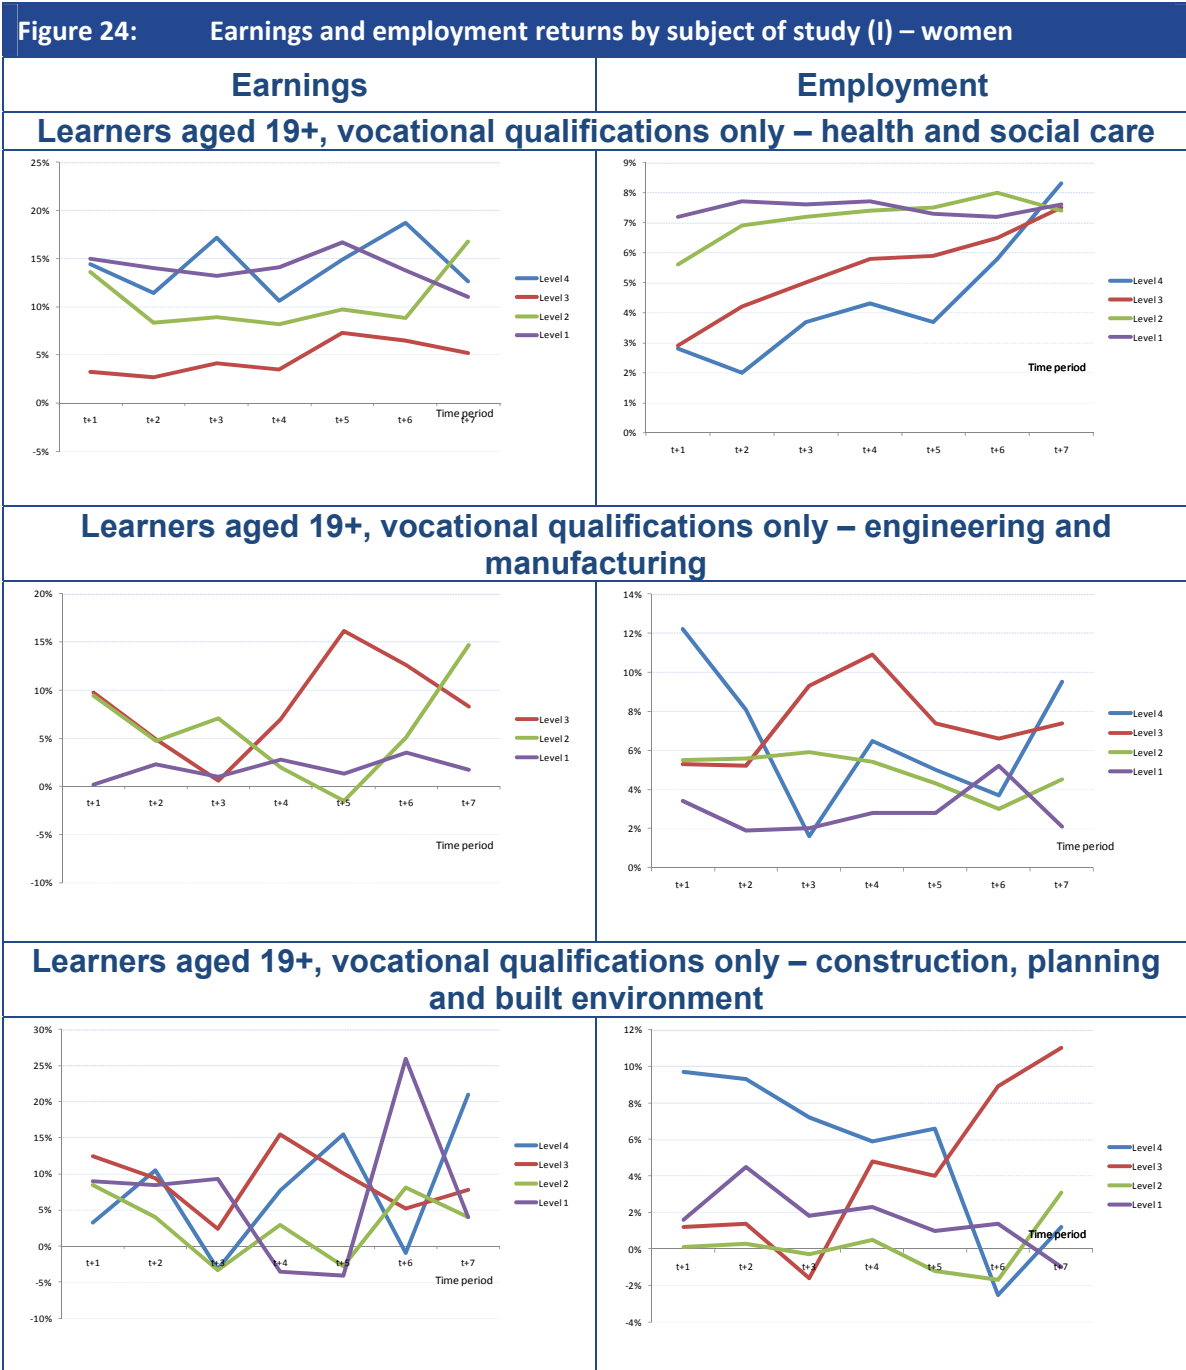 Figure 24: Earnings and employment returns by subject of study (I) – women
Earnings
Employment
Learners aged 19+, vocational qualifications only – health and social care
25%
20%
15%
10%
5%
0%
-5%
t+1 t+2 t+3 t+4 t+5 t+6 t+7
Time period
Level 4
Level 3
Level 2
Level 1
9%
8%
7%
6%
5%
4%
3%
2%
1%
0%
t+1 t+2 t+3 t+4 t+5 t+6 t+7
Time period
Level 4
Level 3
Level 2
Level 1
Learners aged 19+, vocational qualifications only – engineering and
manufacturing
20%
15%
10%
5%
0%
-5%
-10%
t+1 t+2 t+3 t+4 t+5 t+6 t+7
Time period
Level 3
Level 2
Level 1
14%
12%
10%
8%
6%
4%
2%
0%
t+1 t+2 t+3 t+4 t+5 t+6 t+7
Time period
Level 4
Level 3
Level 2
Level 1
Learners aged 19+, vocational qualifications only – construction, planning
and built environment
30%
25%
20%
15%
10%
5%
0%
-5%
-10%
t+1 t+2 t+3 t+4 t+5 t+6 t+7
Time period
Level 4
Level 3
Level 2
Level 1
12%
10%
8%
6%
4%
2%
0%
-2%
-4%
Time period
t+1 t+2 t+3 t+4 t+5 t+6 t+7
Level 4
Level 3
Level 2
Level 1